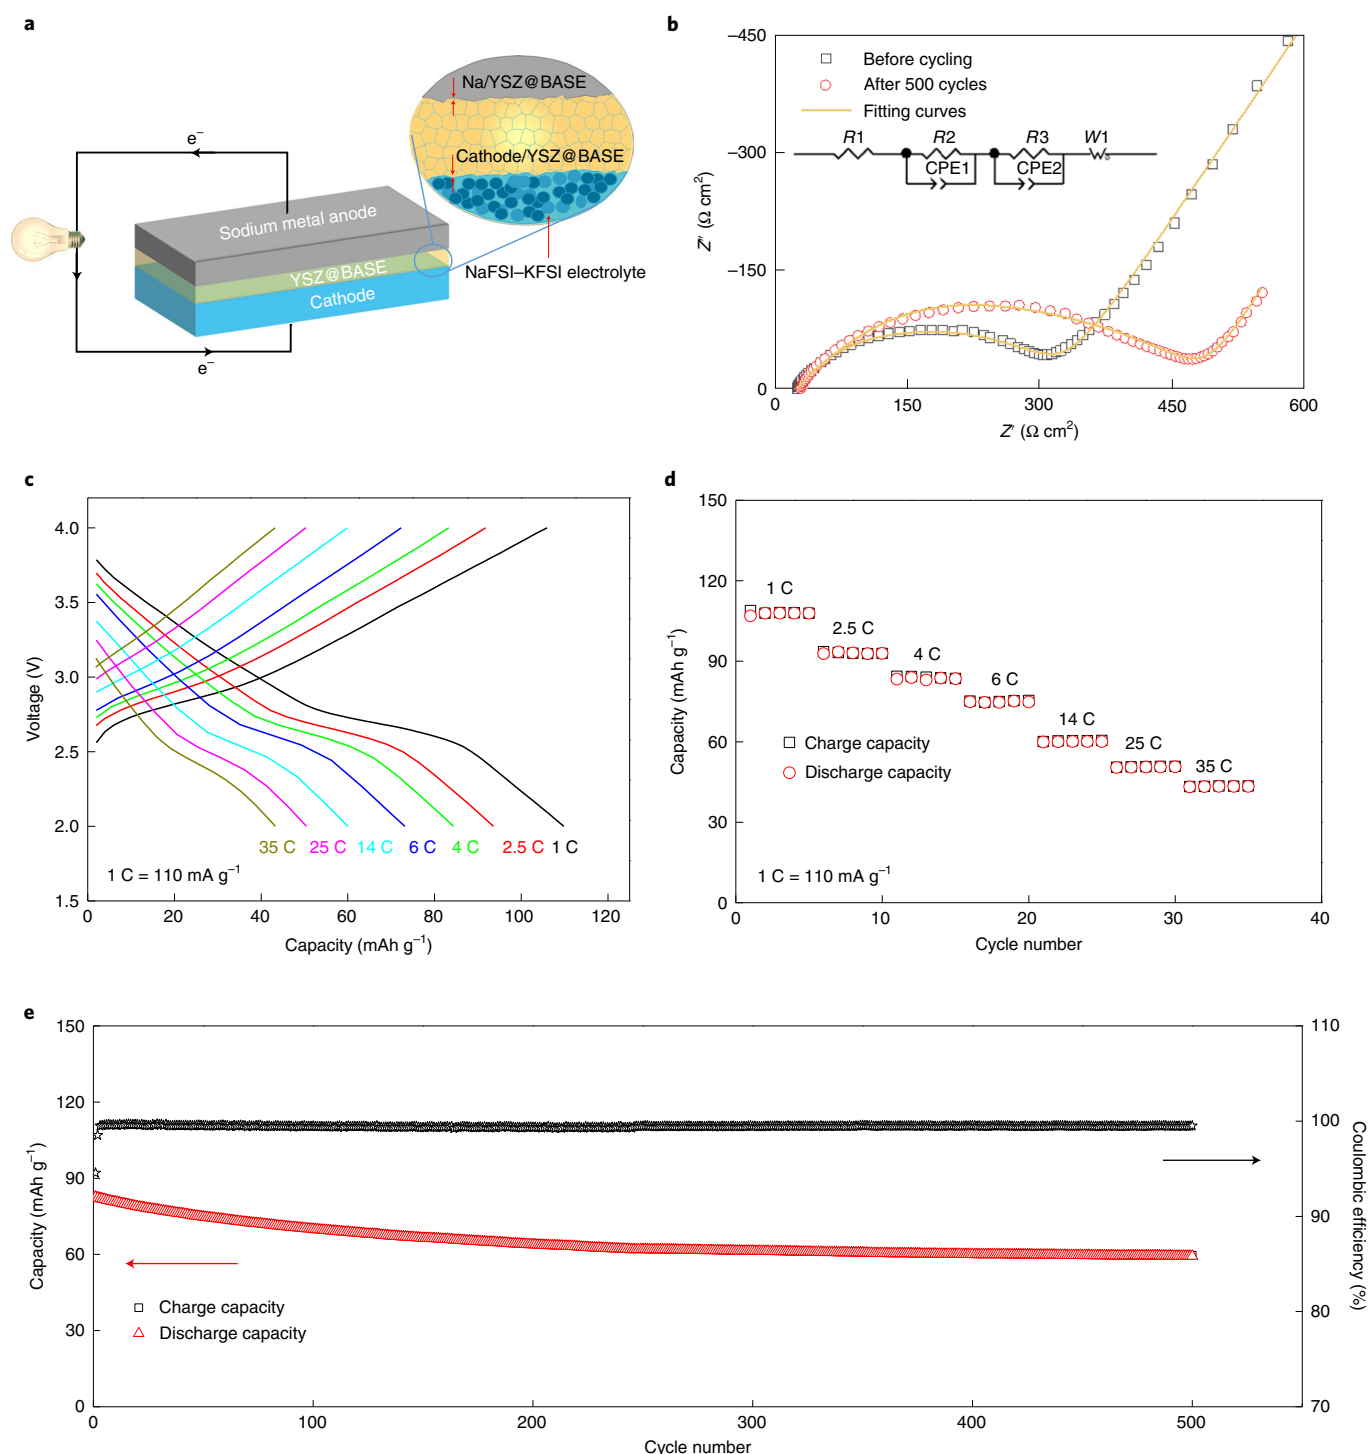 a
Na/YSZ@BASE
Cathode/YSZ@BASE
NaFSI–KFSI electrolyte
e–
Sodium metal anode
YSZ@BASE
Cathode
e–
b
Before cycling
After 500 cycles
Fitting curves
R1 R2 R3 W1
CPE1 CPE2
–450
–300
–150
0
Z″ (Ω cm2)
0 150 300 450 600
Z′ (Ω cm2)
c
4.0
3.5
3.0
2.5
2.0
1.5
Voltage (V)
35 C 25 C 14 C 6 C 4 C 2.5 C 1 C
1 C = 110 mA g–1
0 20 40 60 80 100 120
Capacity (mAh g–1)
d
150
120
90
60
30
0
Capacity (mAh g–1)
1 C
2.5 C
4 C
6 C
14 C
25 C
35 C
Charge capacity
Discharge capacity
1 C = 110 mA g–1
0 10 20 30 40
Cycle number
e
150
120
90
60
30
0
Capacity (mAh g–1)
Charge capacity
Discharge capacity
110
100
90
80
70
Coulombic efficiency (%)
0 100 200 300 400 500
Cycle number